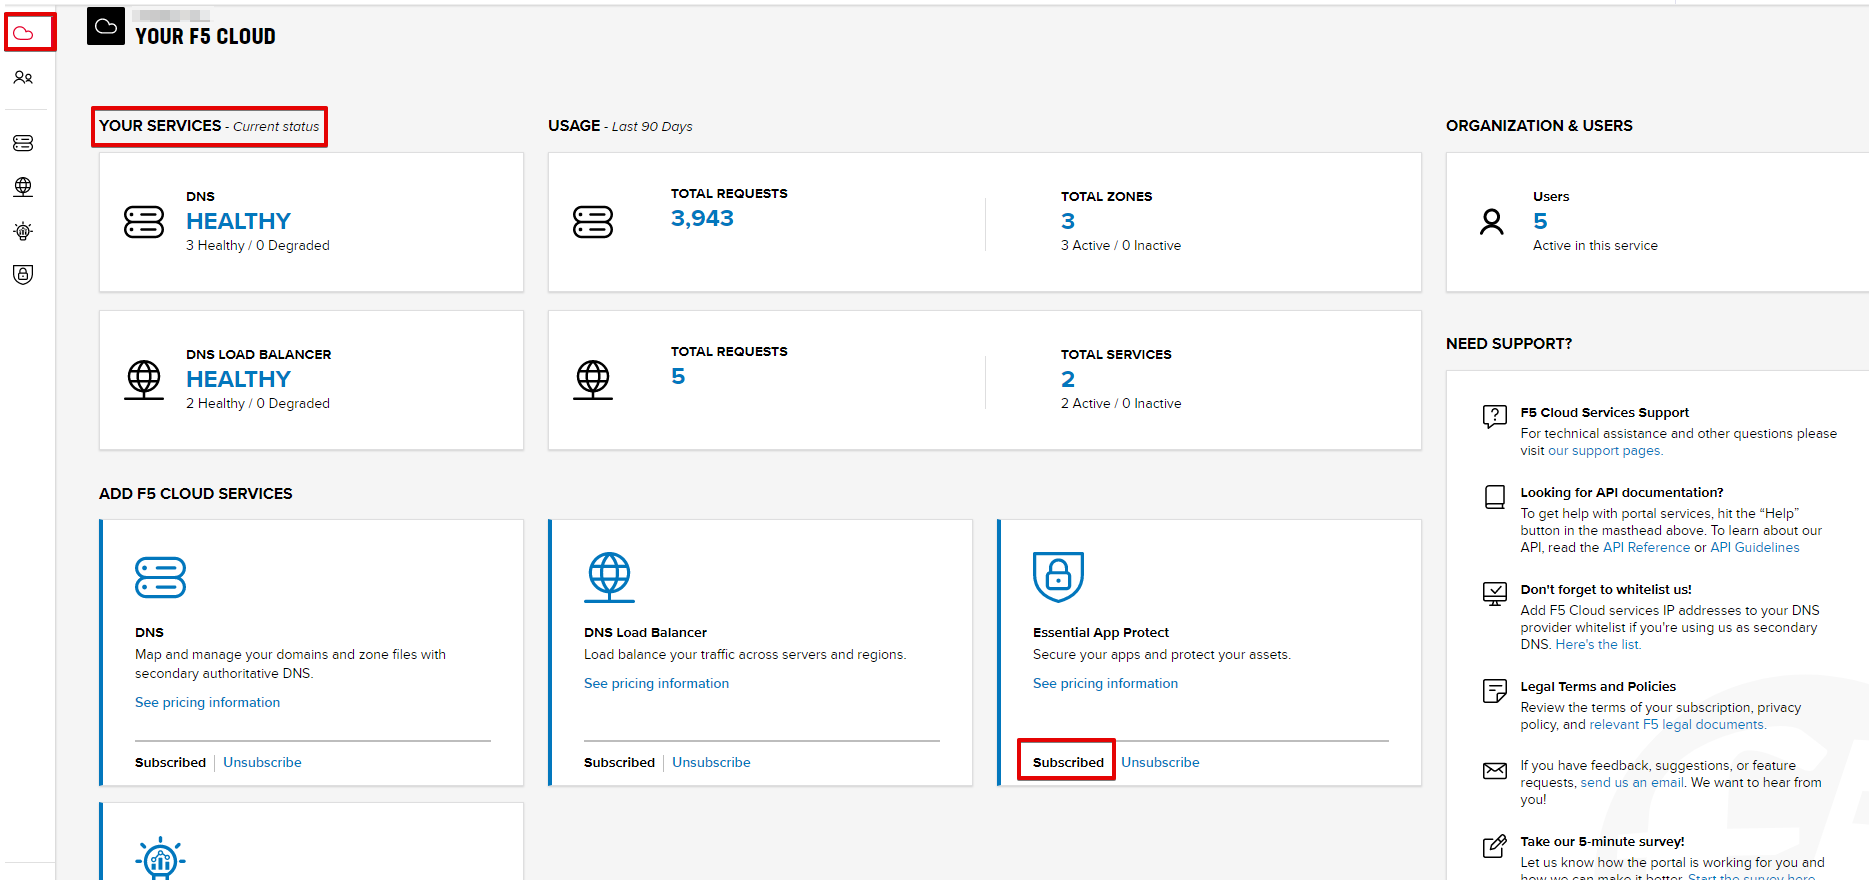 YOUR F5 CLOUD
YOUR SERVICES - Current status
DNS
HEALTHY
3 Healthy / 0 Degraded
DNS LOAD BALANCER
HEALTHY
2 Healthy / 0 Degraded
USAGE - Last 90 Days
TOTAL REQUESTS
3,943
TOTAL ZONES
3
3 Active / 0 Inactive
TOTAL REQUESTS
5
TOTAL SERVICES
2
2 Active / 0 Inactive
ADD F5 CLOUD SERVICES
DNS
Map and manage your domains and zone files with
secondary authoritative DNS.
See pricing information
Subscribed Unsubscribe
DNS Load Balancer
Load balance your traffic across servers and regions.
See pricing information
Subscribed Unsubscribe
Essential App Protect
Secure your apps and protect your assets.
See pricing information
Subscribed Unsubscribe
ORGANIZATION & USERS
Users
5
Active in this service
NEED SUPPORT?
F5 Cloud Services Support
For technical assistance and other questions please
visit our support pages.
Looking for API documentation?
To get help with portal services, hit the “Help”
button in the masthead above. To learn about our
API, read the API Reference or API Guidelines
Don't forget to whitelist us!
Add F5 Cloud services IP addresses to your DNS
provider whitelist if you're using us as secondary
DNS. Here's the list.
Legal Terms and Policies
Review the terms of your subscription, privacy
policy, and relevant F5 legal documents.
If you have feedback, suggestions, or feature
requests, send us an email. We want to hear from
you!
Take our 5-minute survey!
Let us know how the portal is working for you and
how we can make it better. Start the survey here